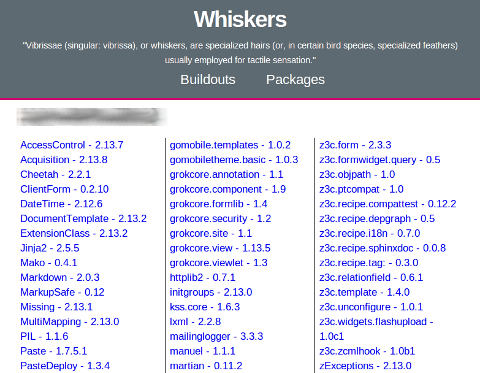 Whiskers
"Vibrissae (singular: vibrissa), or whiskers, are specialized hairs (or, in certain bird species, specialized feathers)
usually employed for tactile sensation."
Buildouts Packages
AccessControl - 2.13.7
Acquisition - 2.13.8
Cheetah - 2.2.1
ClientForm - 0.2.10
DateTime - 2.12.6
DocumentTemplate - 2.13.2
ExtensionClass - 2.13.2
Jinja2 - 2.5.5
Mako - 0.4.1
Markdown - 2.0.3
MarkupSafe - 0.12
Missing - 2.13.1
MultiMapping - 2.13.0
PIL - 1.1.6
Paste - 1.7.5.1
PasteDeploy - 1.3.4
gomobile.templates - 1.0.2
gomobiletheme.basic - 1.0.3
grokcore.annotation - 1.1
grokcore.component - 1.9
grokcore.formlib - 1.4
grokcore.security - 1.2
grokcore.site - 1.1
grokcore.view - 1.13.5
grokcore.viewlet - 1.3
httplib2 - 0.7.1
initgroups - 2.13.0
kss.core - 1.6.3
lxml - 2.2.8
mailinglogger - 3.3.3
manuel - 1.1.1
martian - 0.11.2
z3c.form - 2.3.3
z3c.formwidget.query - 0.5
z3c.objpath - 1.0
z3c.ptcompat - 1.0
z3c.recipe.compattest - 0.12.2
z3c.recipe.depgraph - 0.5
z3c.recipe.i18n - 0.7.0
z3c.recipe.sphinxdoc - 0.0.8
z3c.recipe.tag: - 0.3.0
z3c.relationfield - 0.6.1
z3c.template - 1.4.0
z3c.unconfigure - 1.0.1
z3c.widgets.flashupload -
1.0c1
z3c.zcmlhook - 1.0b1
zExceptions - 2.13.0